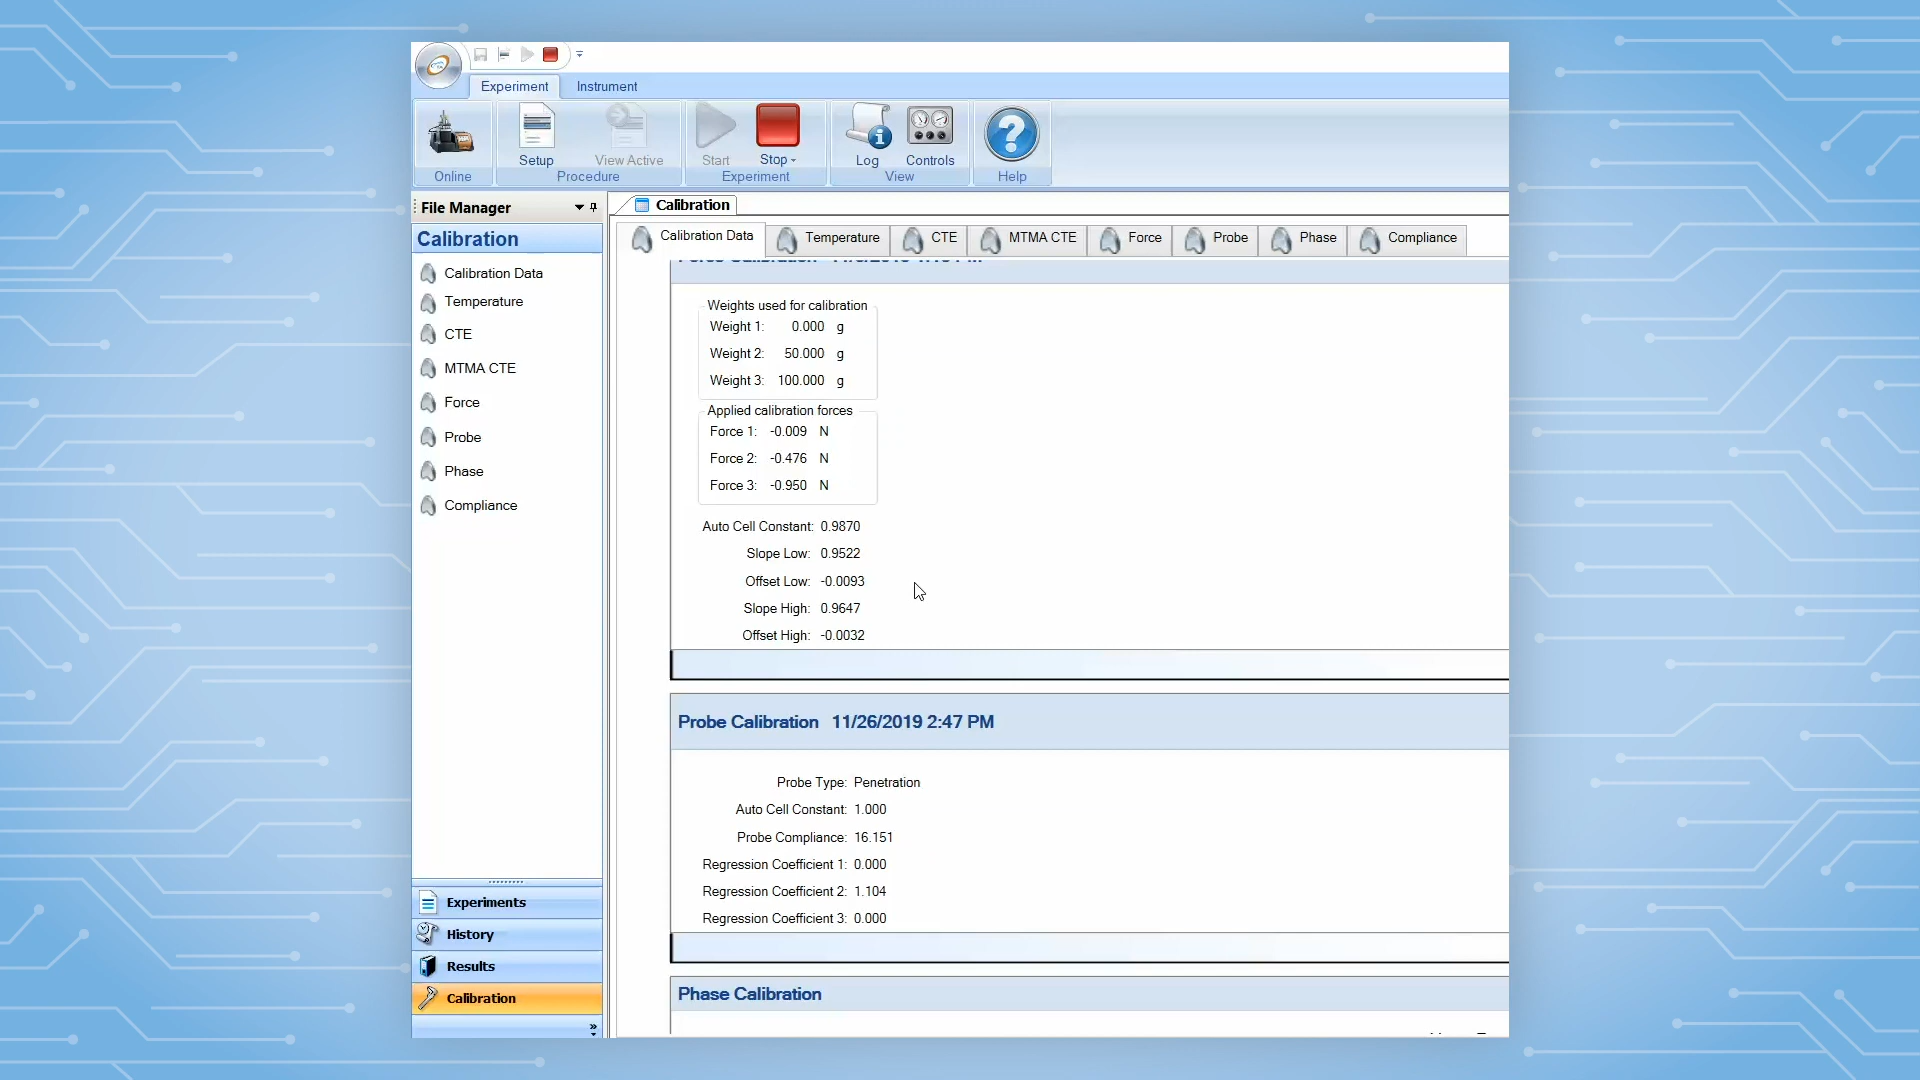 Experiment Instrument
Setup View Active Start Stop Log Controls
Online Procedure Experiment View Help
File Manager
Calibration
Calibration Data
Temperature
CTE
MTMA CTE
Force
Probe
Phase
Compliance
Experiments
History
Results
Calibration
Calibration
Calibration Data Temperature CTE MTMA CTE Force Probe Phase Compliance
Weights used for calibration
Weight 1: 0.000 g
Weight 2: 50.000 g
Weight 3: 100.000 g
Applied calibration forces
Force 1: -0.009 N
Force 2: -0.476 N
Force 3: -0.950 N
Auto Cell Constant: 0.9870
Slope Low: 0.9522
Offset Low: -0.0093
Slope High: 0.9647
Offset High: -0.0032
Probe Calibration 11/26/2019 2:47 PM
Probe Type: Penetration
Auto Cell Constant: 1.000
Probe Compliance: 16.151
Regression Coefficient 1: 0.000
Regression Coefficient 2: 1.104
Regression Coefficient 3: 0.000
Phase Calibration